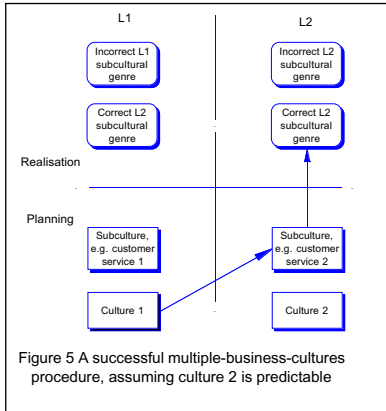 L1 L2
Incorrect L1 Incorrect L2
subcultural subcultural
genre genre
Correct L2 Correct L2
subcultural subcultural
genre genre
Realisation
Planning
Subculture, Subculture,
e.g. customer e.g. customer
service 1 service 2
Culture 1 Culture 2
Figure 5 A successful multiple-business-cultures
procedure, assuming culture 2 is predictable